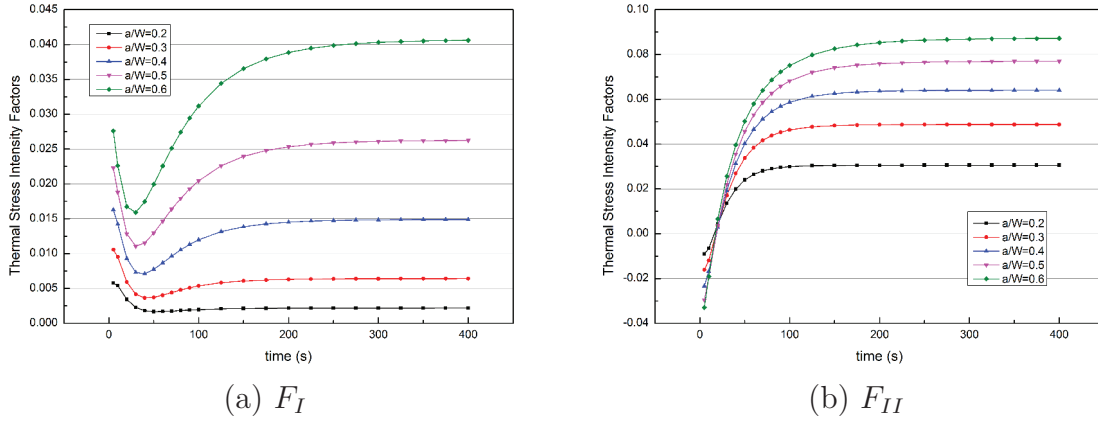 Thermal Stress Intensity Factors
0.045
0.040
0.035
0.030
0.025
0.020
0.015
0.010
0.005
0.000
a/W=0.2
a/W=0.3
a/W=0.4
a/W=0.5
a/W=0.6
0 100 200 300 400
time (s)
(a) F_I
Thermal Stress Intensity Factors
0.10
0.08
0.06
0.04
0.02
0.00
-0.02
-0.04
a/W=0.2
a/W=0.3
a/W=0.4
a/W=0.5
a/W=0.6
0 100 200 300 400
time (s)
(b) F_{II}